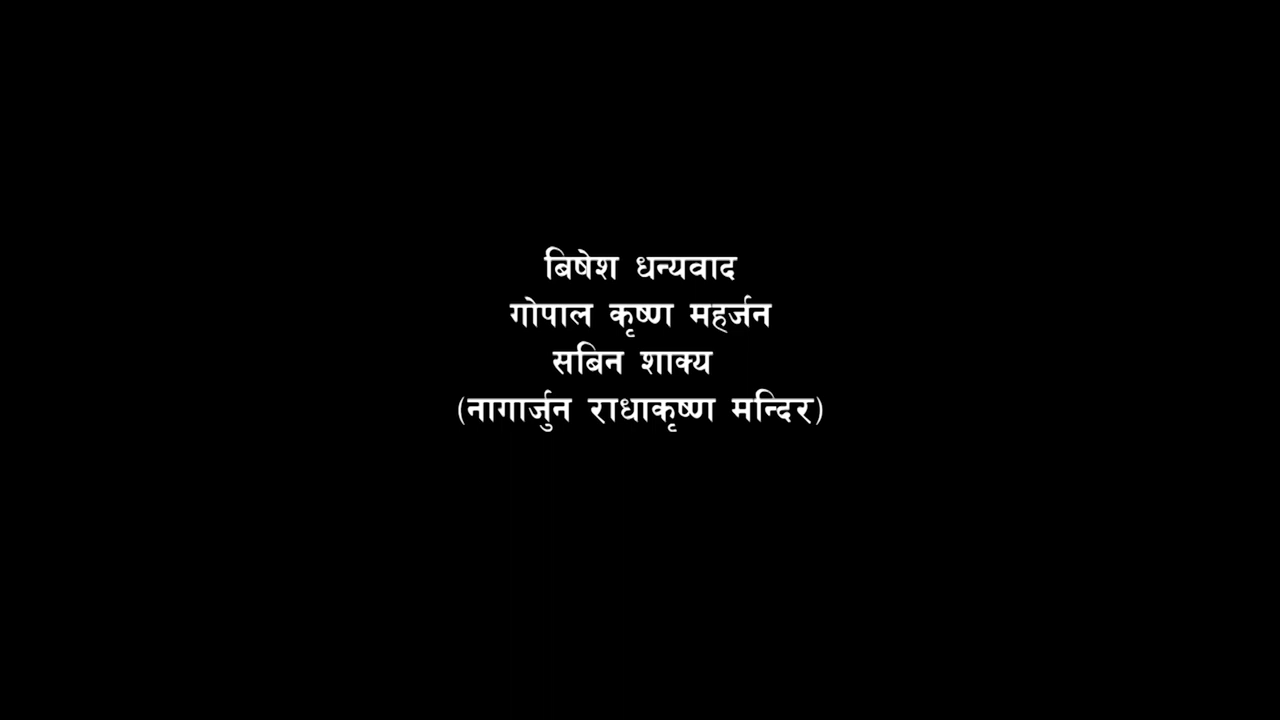 बिषेश धन्यवाद
गोपाल कृष्ण महर्जन
सबिन शाक्य
(नागार्जुन राधाकृष्ण मन्दिर)